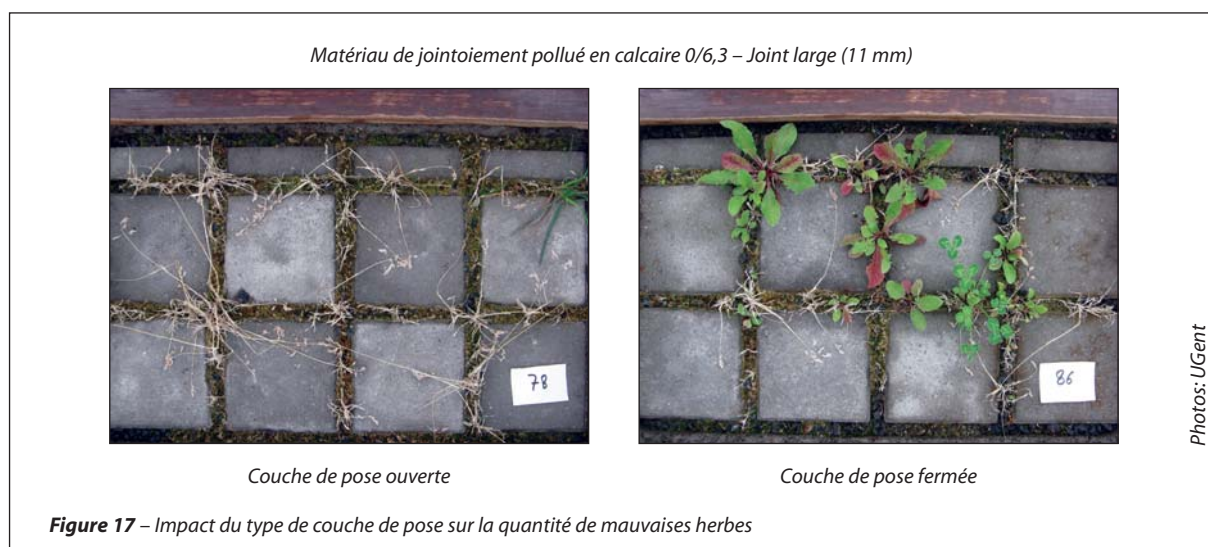 Matériau de jointoiement pollué en calcaire 0/6,3 – Joint large (11 mm)
78
86
Photos: UGent
Couche de pose ouverte
Couche de pose fermée
Figure 17 – Impact du type de couche de pose sur la quantité de mauvaises herbes